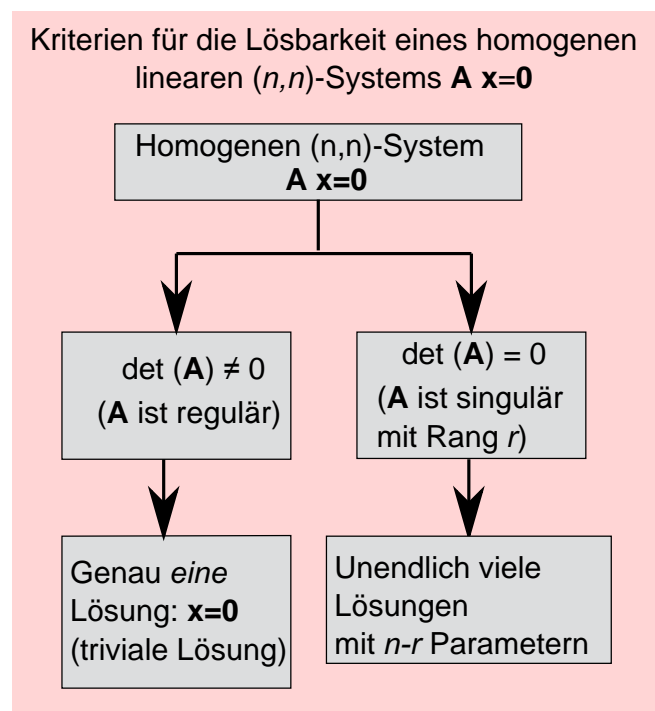 Kriterien für die Lösbarkeit eines homogenen
linearen (n,n)-Systems A x=0
Homogenen (n,n)-System
A x=0
det (A) ≠ 0
(A ist regulär)
det (A) = 0
(A ist singulär
mit Rang r)
Genau eine
Lösung: x=0
(triviale Lösung)
Unendlich viele
Lösungen
mit n-r Parametern